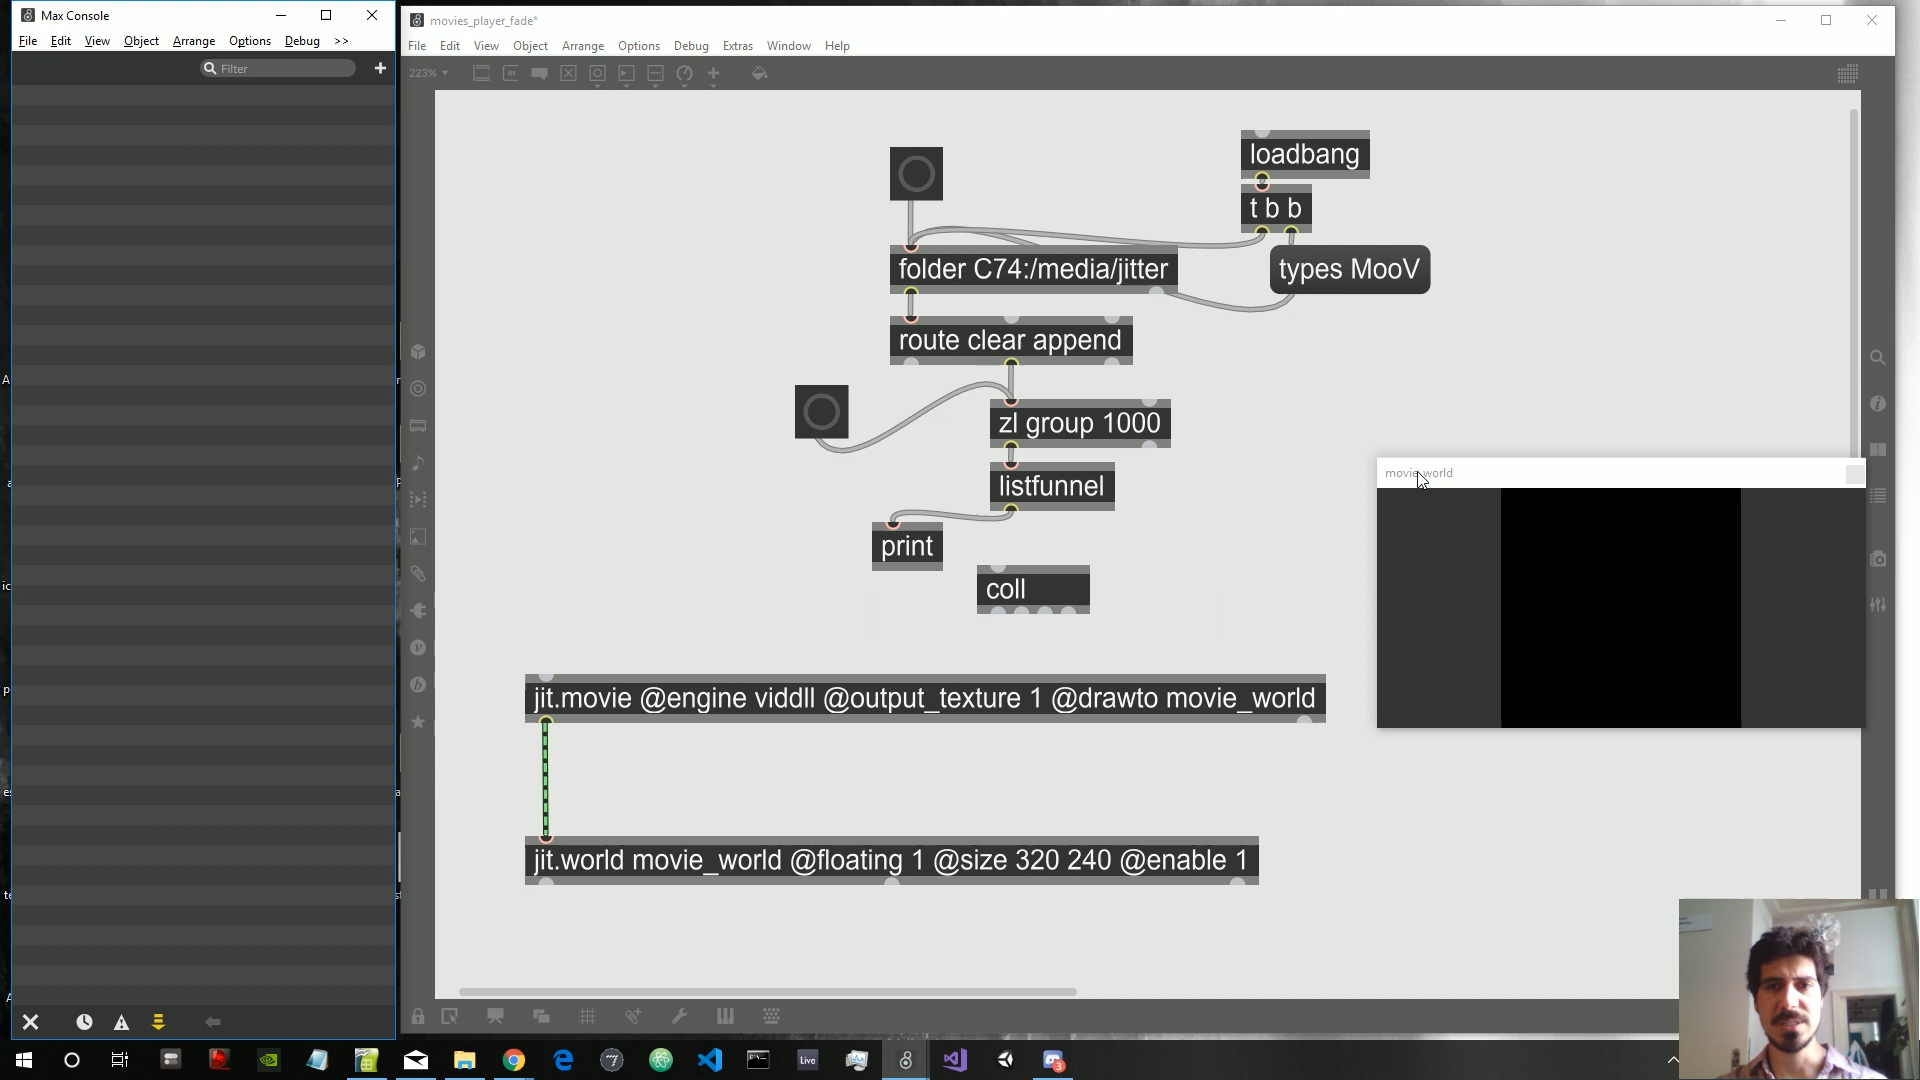 Max Console
File Edit View Object Arrange Options Debug >>
Filter
movies_player_fade*
File Edit View Object Arrange Debug Options Debug Extras Window Help
223%
loadbang
t b b
folder C74:/media/jitter
types MooV
route clear append
zl group 1000
listfunnel
print
coll
movie_world
jit.movie @engine viddll @output_texture 1 @drawto movie_world
jit.world movie_world @floating 1 @size 320 240 @enable 1
Live
3